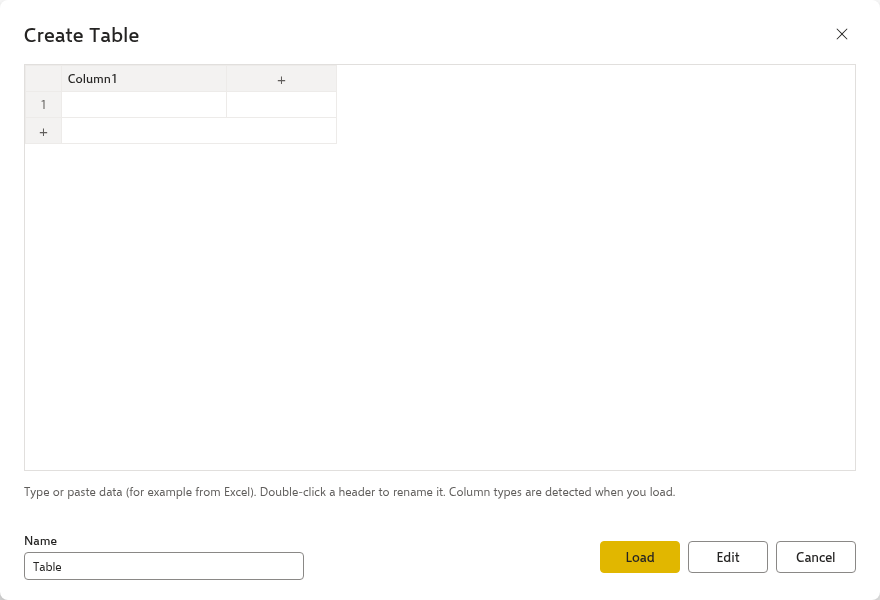 Create Table
Column1 +
1
+
Type or paste data (for example from Excel). Double-click a header to rename it. Column types are detected when you load.
Name
Table
Load Edit Cancel